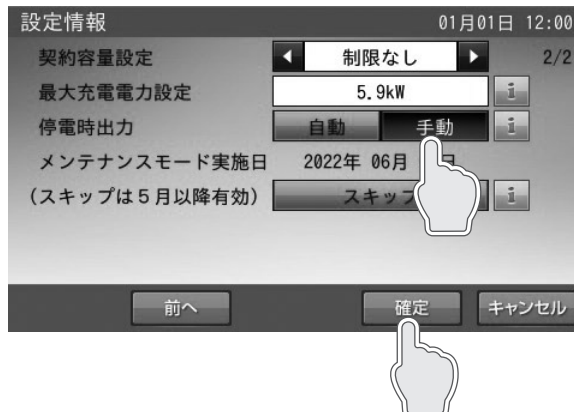 設定情報 01月01日 12:00
契約容量設定 制限なし 2/2
最大充電電力設定 5.9kW i
停電時出力 自動 手動 i
メンテナンスモード実施日 2022年 06月 日
(スキップは5月以降有効) スキップ i
前へ 確定 キャンセル